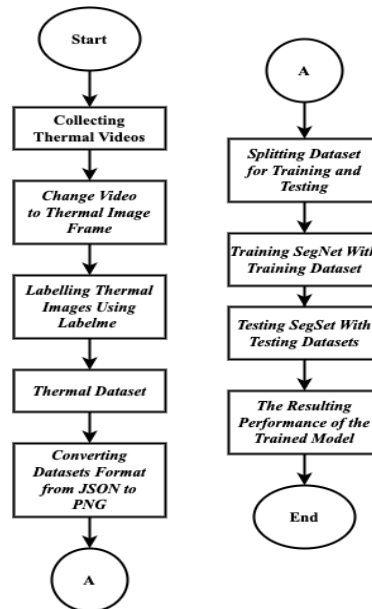 Start
Collecting
Thermal Videos
Change Video
to Thermal Image
Frame
Labelling Thermal
Images Using
Labelme
Thermal Dataset
Converting
Datasets Format
from JSON to
PNG
A
A
Splitting Dataset
for Training and
Testing
Training SegNet With
Training Dataset
Testing SegSet With
Testing Datasets
The Resulting
Performance of the
Trained Model
End